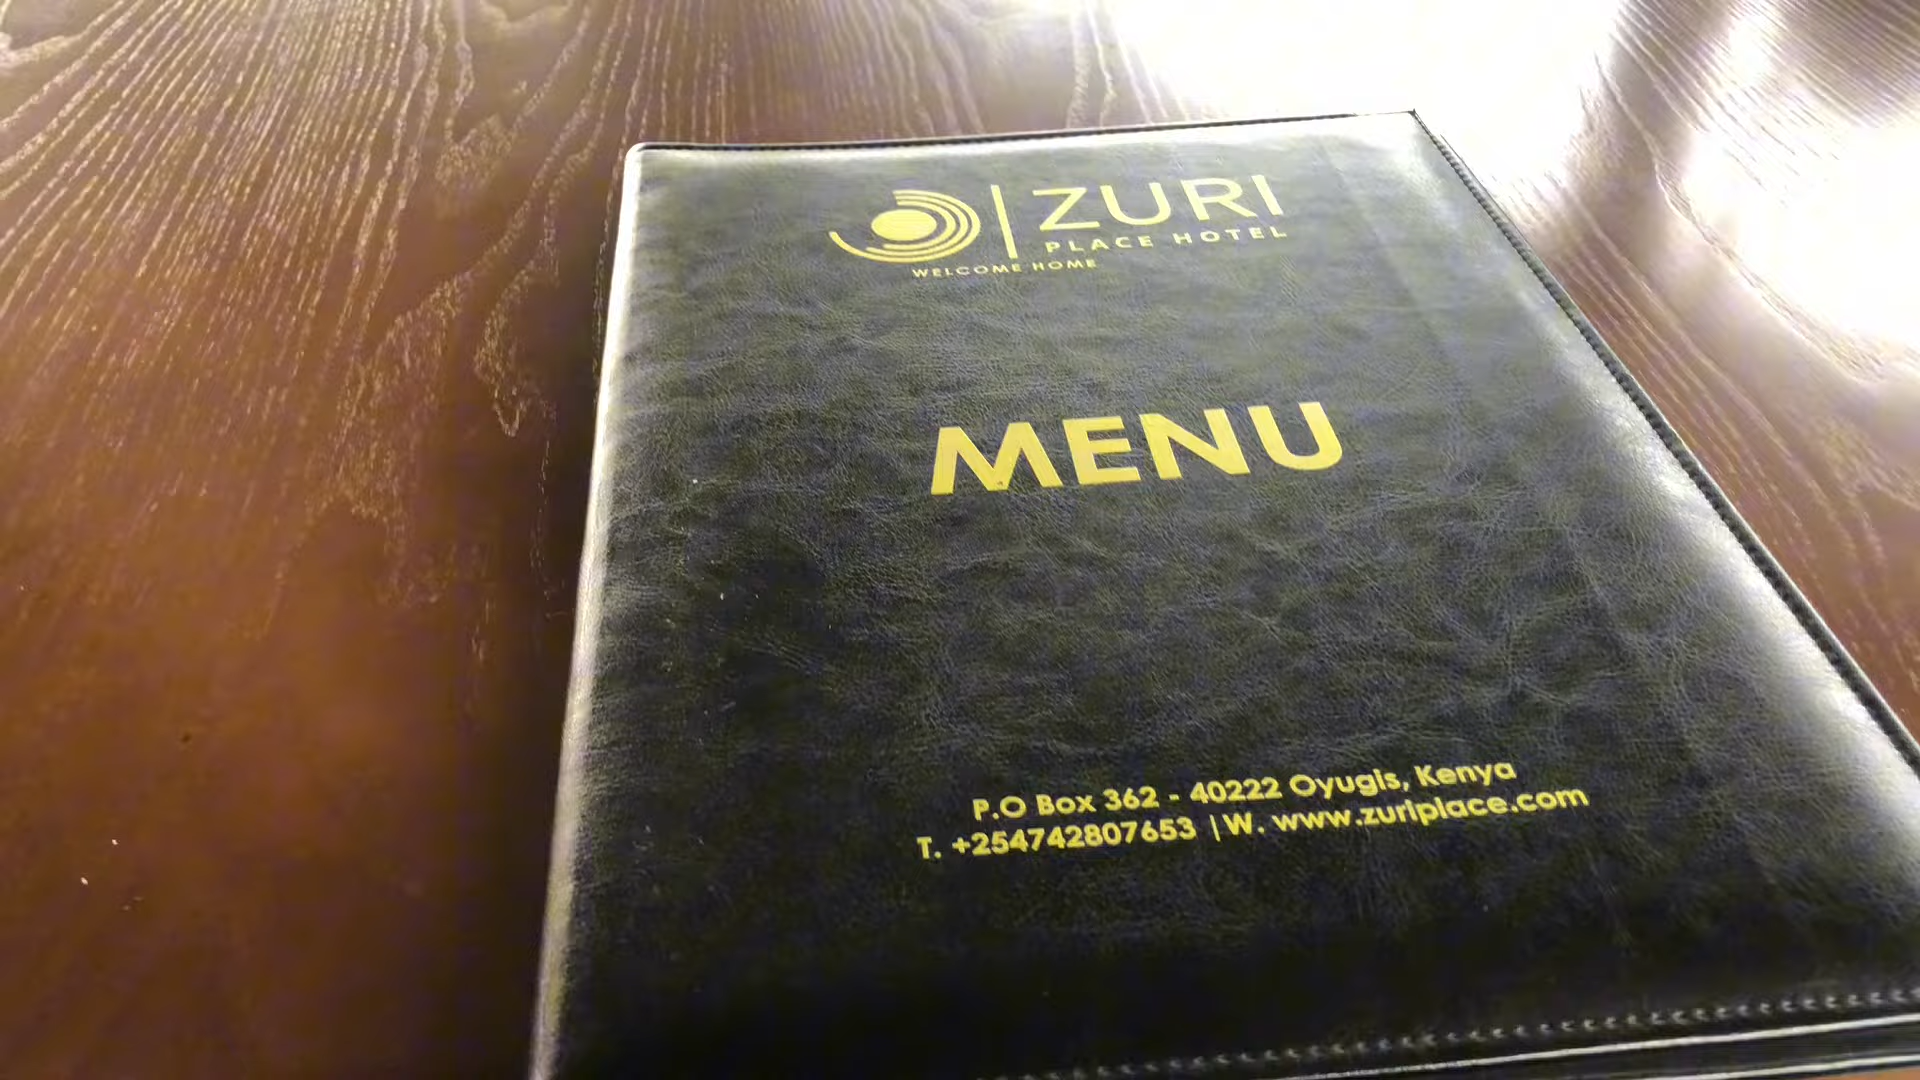 ZURI
PLACE HOTEL
WELCOME HOME
MENU
P.O Box 362 - 40222 Oyugis, Kenya
T. +254742807653 | W. www.zuriplace.com